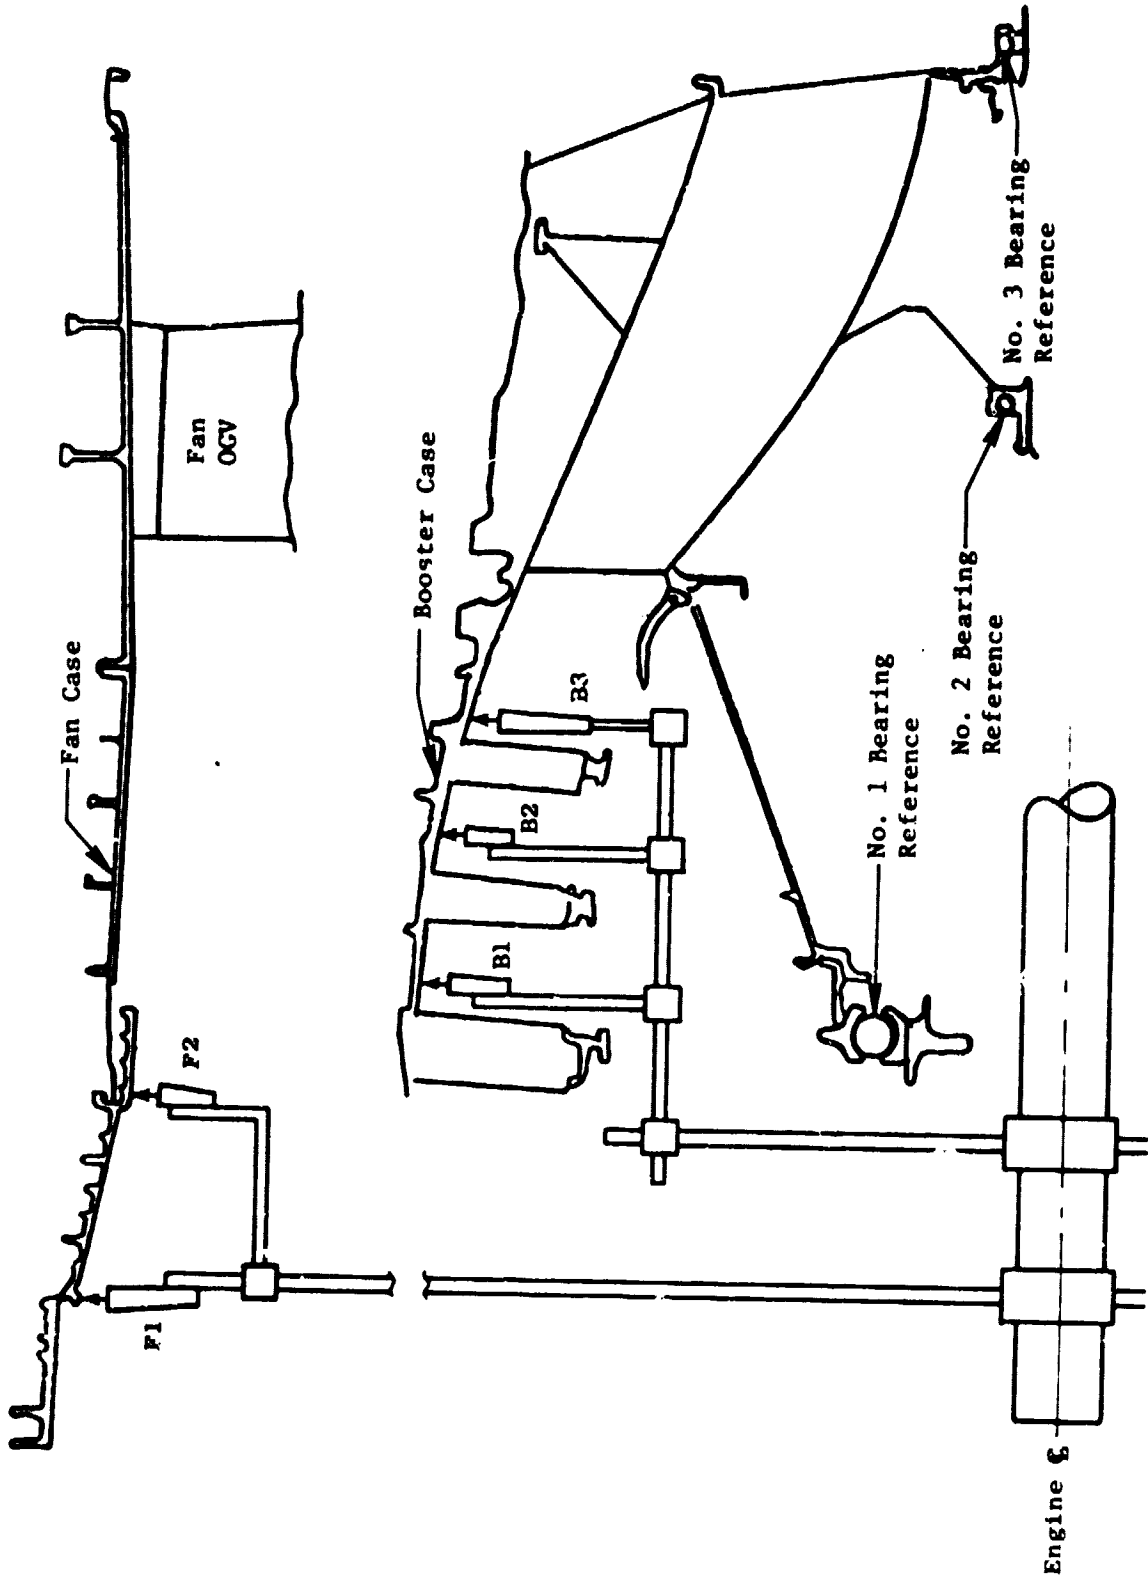 Fan Case
Fan
OGV
F1
F2
Booster Case
B1
B2
B3
No. 1 Bearing
Reference
No. 2 Bearing
Reference
No. 3 Bearing
Reference
Engine ℄